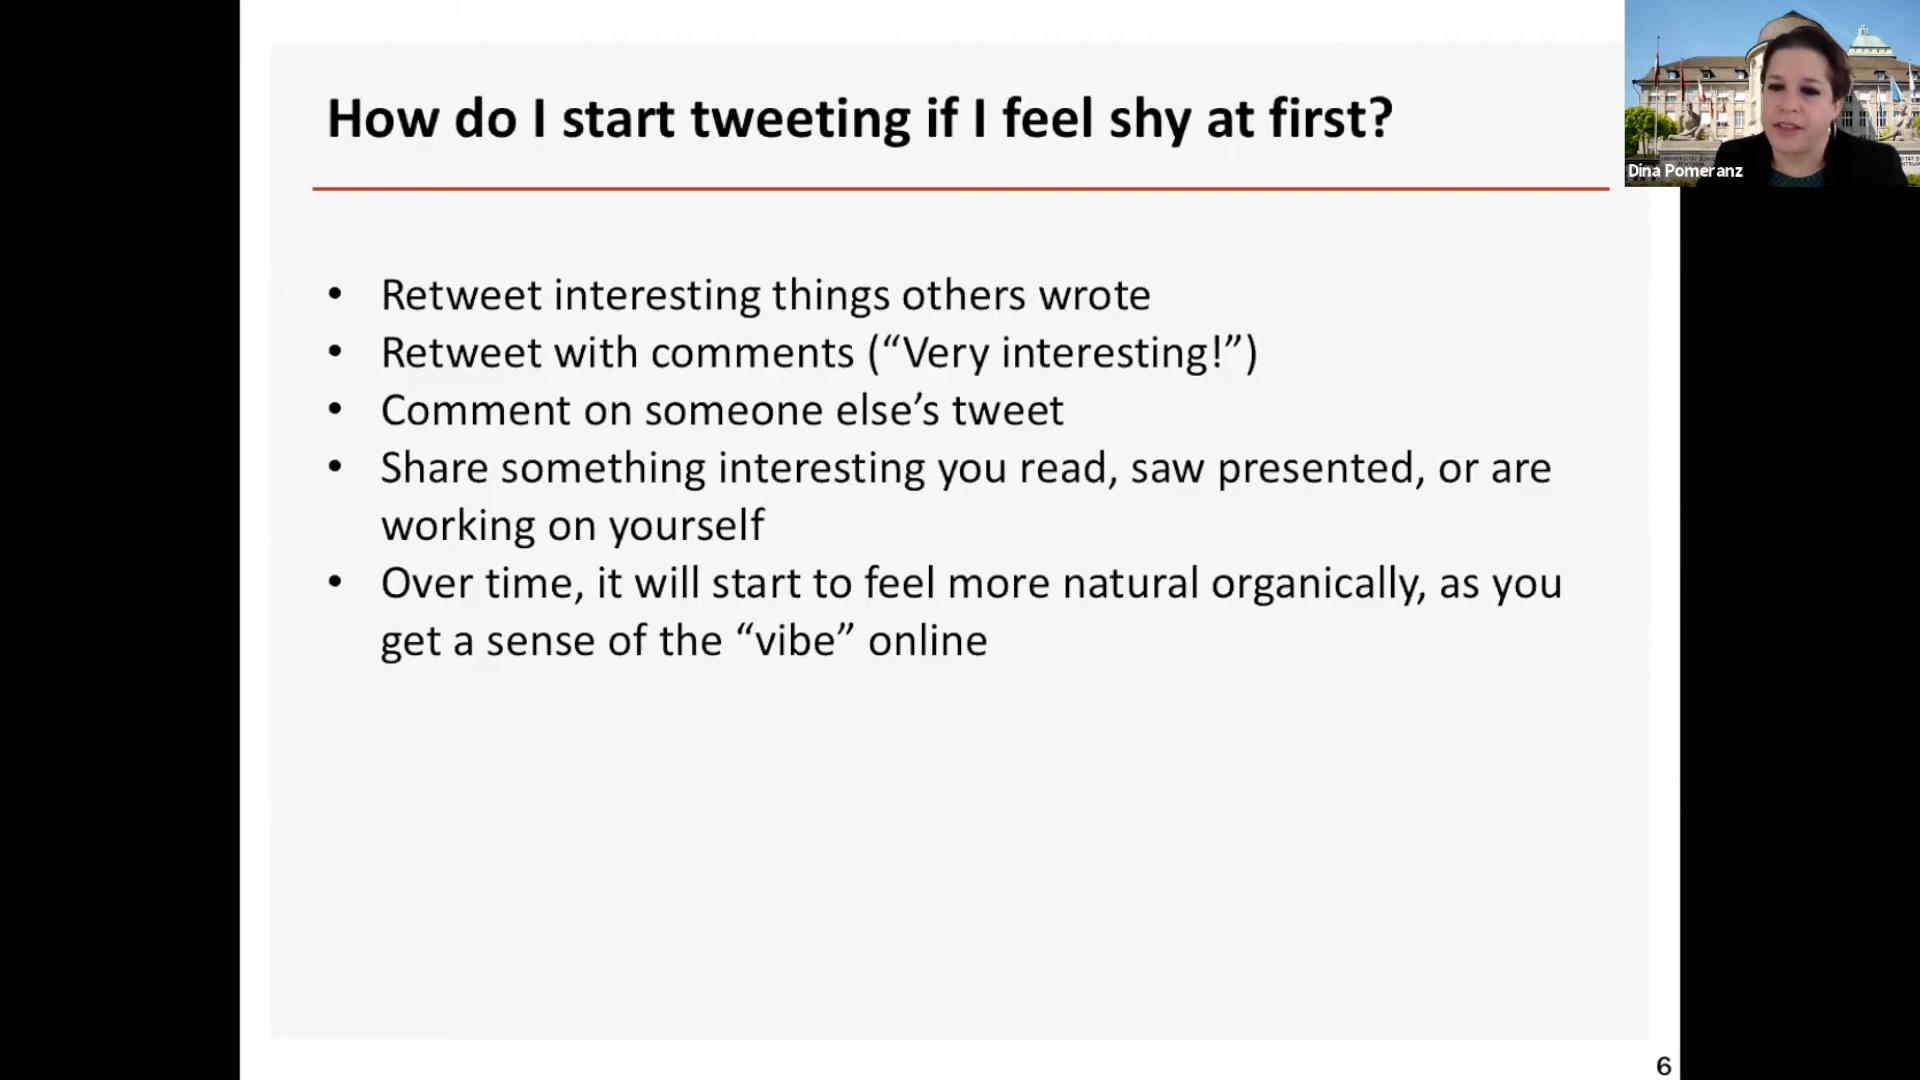 How do I start tweeting if I feel shy at first?
Dina Pomeranz
• Retweet interesting things others wrote
• Retweet with comments (“Very interesting!”)
• Comment on someone else’s tweet
• Share something interesting you read, saw presented, or are
working on yourself
• Over time, it will start to feel more natural organically, as you
get a sense of the “vibe” online
6